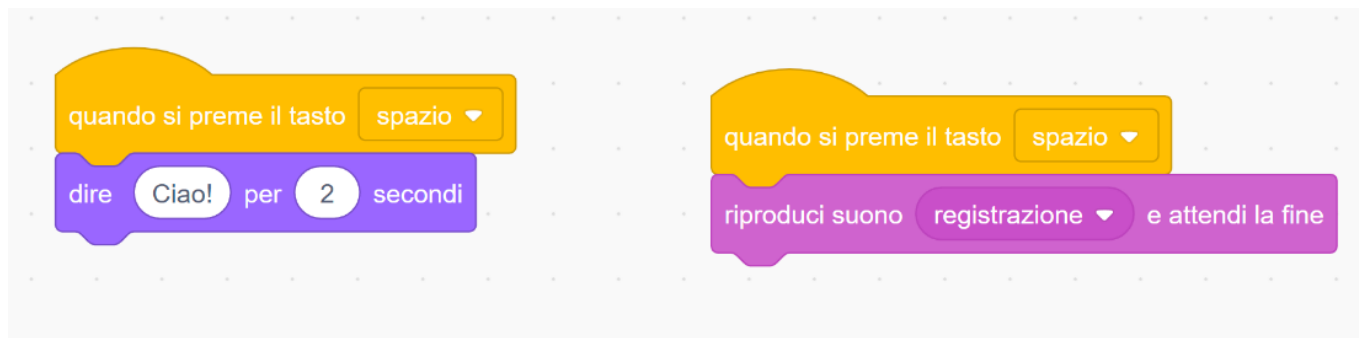 quando si preme il tasto spazio
dire Ciao! per 2 secondi
quando si preme il tasto spazio
riproduci suono registrazione e attendi la fine